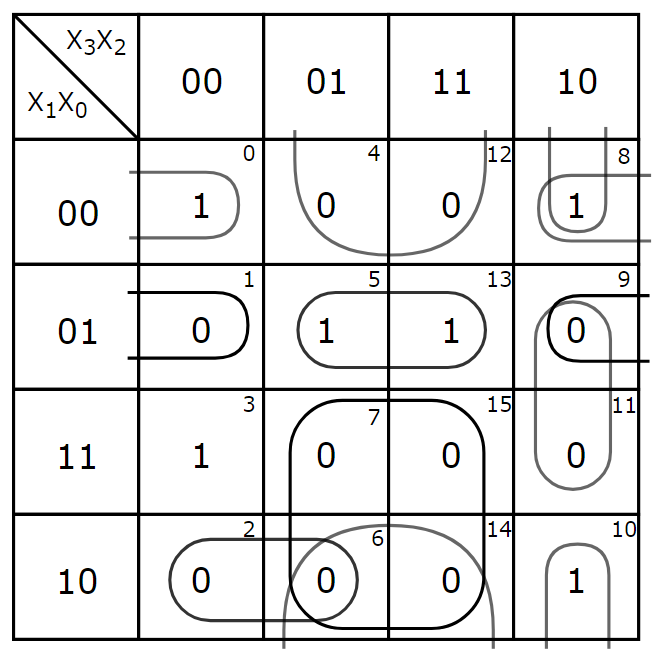 X₃X₂
X₁X₀
00 01 11 10
0 4 12 8
00 1 0 0 1
1 5 13 9
01 0 1 1 0
3 7 15 11
11 1 0 0 0
2 6 14 10
10 0 0 0 1